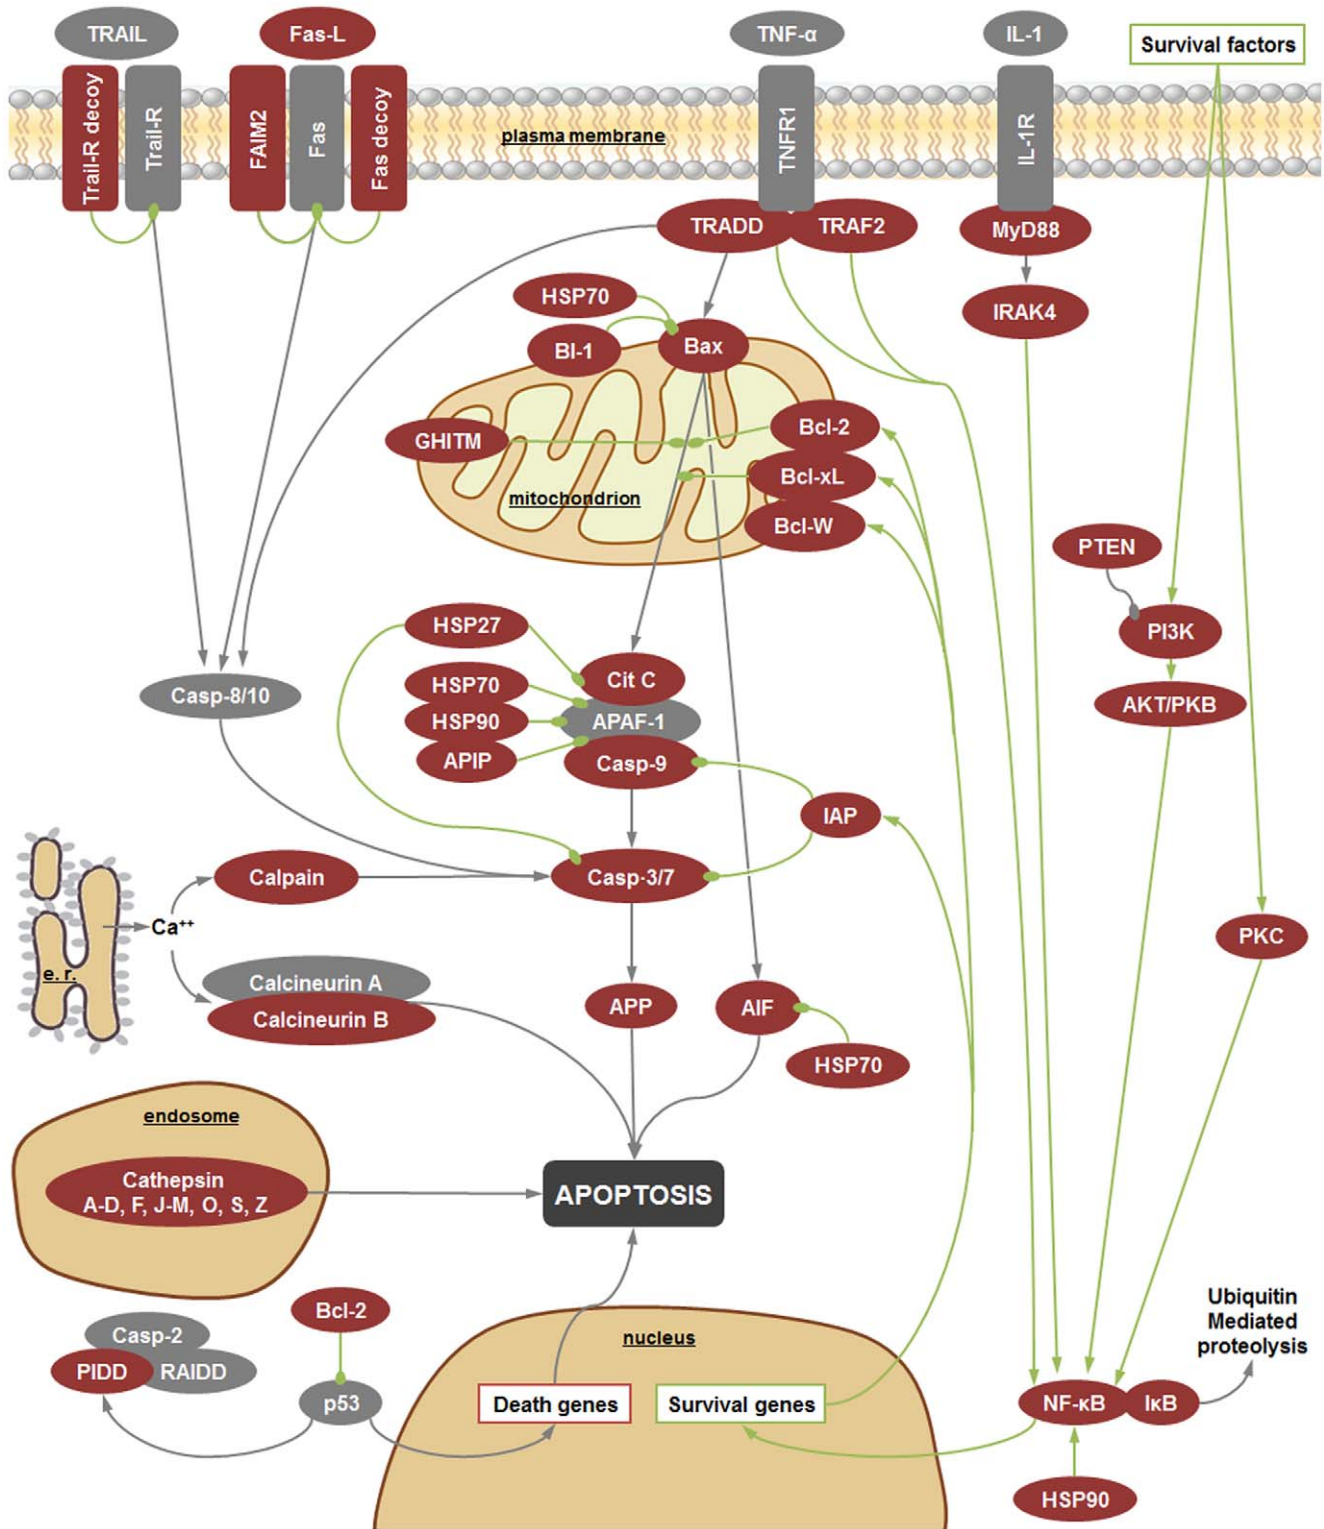 TRAIL
Fas-L
TNF-α
IL-1
Survival factors
Trail-R decoy
Trail-R
FAIM2
Fas
Fas decoy
plasma membrane
TNFR1
IL-1R
TRADD
TRAF2
MyD88
HSP70
IRAK4
BI-1
Bax
GHITM
Bcl-2
Bcl-xL
mitochondrion
Bcl-W
PTEN
HSP27
PI3K
Cit C
HSP70
Casp-8/10
AKT/PKB
HSP90
APAF-1
APIP
Casp-9
IAP
Calpain
Casp-3/7
Ca++
PKC
e. r.
Calcineurin A
Calcineurin B
APP
AIF
HSP70
endosome
Cathepsin
A-D, F, J-M, O, S, Z
APOPTOSIS
Ubiquitin
Mediated
proteolysis
Bcl-2
Casp-2
nucleus
PIDD
RAIDD
p53
Death genes
Survival genes
NF-κB
IκB
HSP90